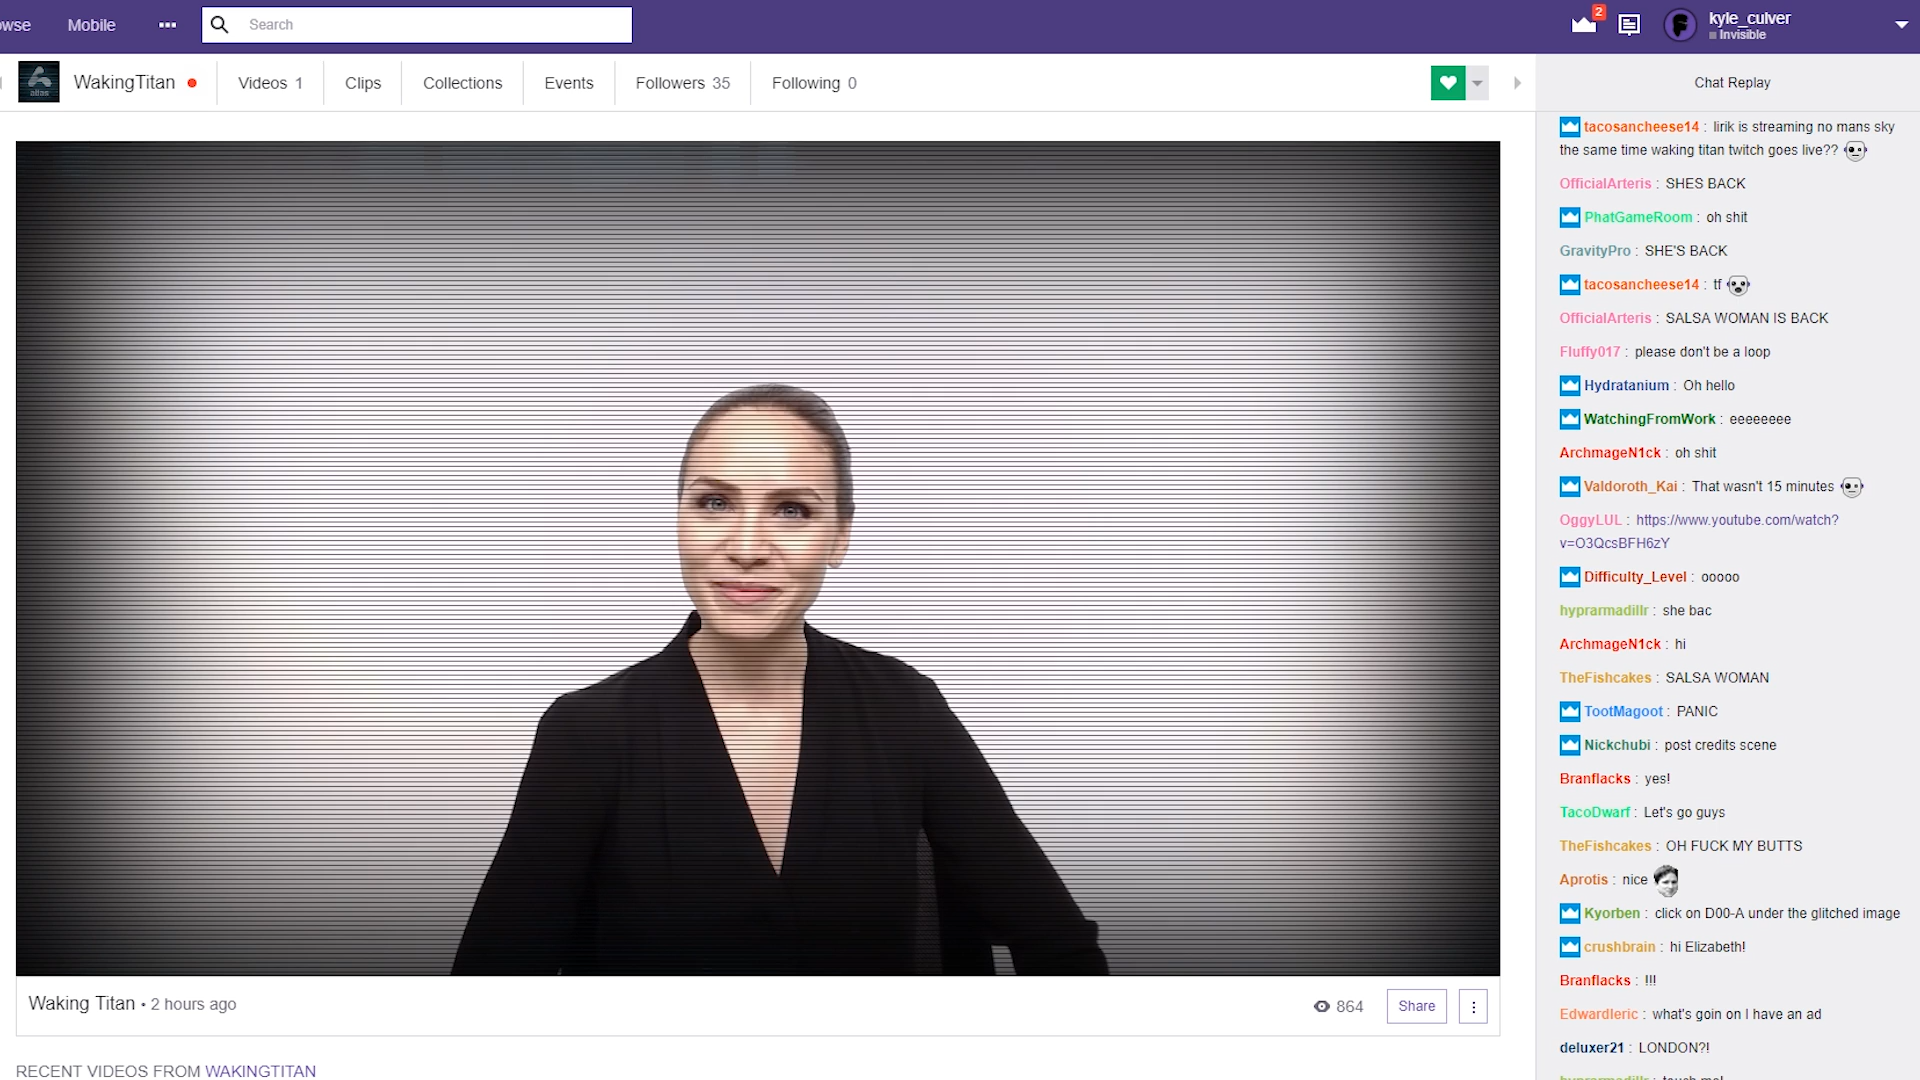 owse Mobile ••• Search 2 kyle_culver
Invisible
atlas WakingTitan Videos 1 Clips Collections Events Followers 35 Following 0
Chat Replay
tacosancheese14 : lirik is streaming no mans sky
the same time waking titan twitch goes live??
OfficialArteris : SHES BACK
PhatGameRoom : oh shit
GravityPro : SHE'S BACK
tacosancheese14 : tf
OfficialArteris : SALSA WOMAN IS BACK
Fluffy017 : please don't be a loop
Hydratanium : Oh hello
WatchingFromWork : eeeeeeee
ArchmageN1ck : oh shit
Valdoroth_Kai : That wasn't 15 minutes
OggyLUL : https://www.youtube.com/watch?
v=O3QcsBFH6zY
Difficulty_Level : ooooo
hyprarmadillr : she bac
ArchmageN1ck : hi
TheFishcakes : SALSA WOMAN
TootMagoot : PANIC
Nickchubi : post credits scene
Branflacks : yes!
TacoDwarf : Let's go guys
TheFishcakes : OH FUCK MY BUTTS
Aprotis : nice
Kyorben : click on D00-A under the glitched image
crushbrain : hi Elizabeth!
Branflacks : !!!
EdwardIeric : what's goin on I have an ad
deluxer21 : LONDON?!
hyprarmadillr : touch me!
Waking Titan • 2 hours ago
864 Share
RECENT VIDEOS FROM WAKINGTITAN